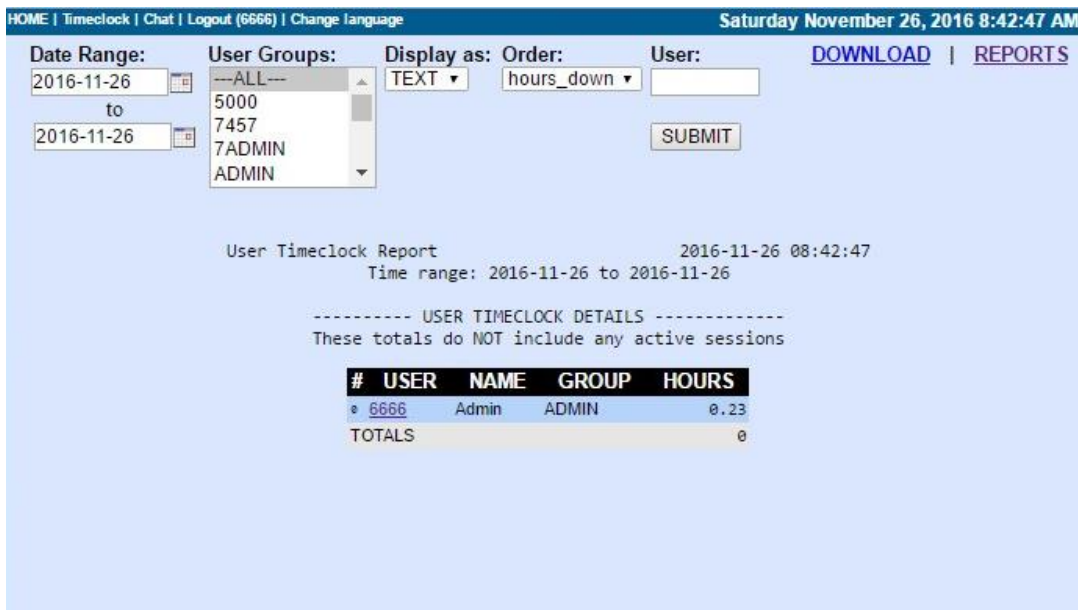 HOME | Timeclock | Chat | Logout (6666) | Change language Saturday November 26, 2016 8:42:47 AM
Date Range: User Groups: Display as: Order: User: DOWNLOAD | REPORTS
2016-11-26 ---ALL--- TEXT hours_down
to 5000
2016-11-26 7457 SUBMIT
7ADMIN
ADMIN
User Timeclock Report 2016-11-26 08:42:47
Time range: 2016-11-26 to 2016-11-26
---------- USER TIMECLOCK DETAILS -------------
These totals do NOT include any active sessions
# USER NAME GROUP HOURS
0 6666 Admin ADMIN 0.23
TOTALS 0